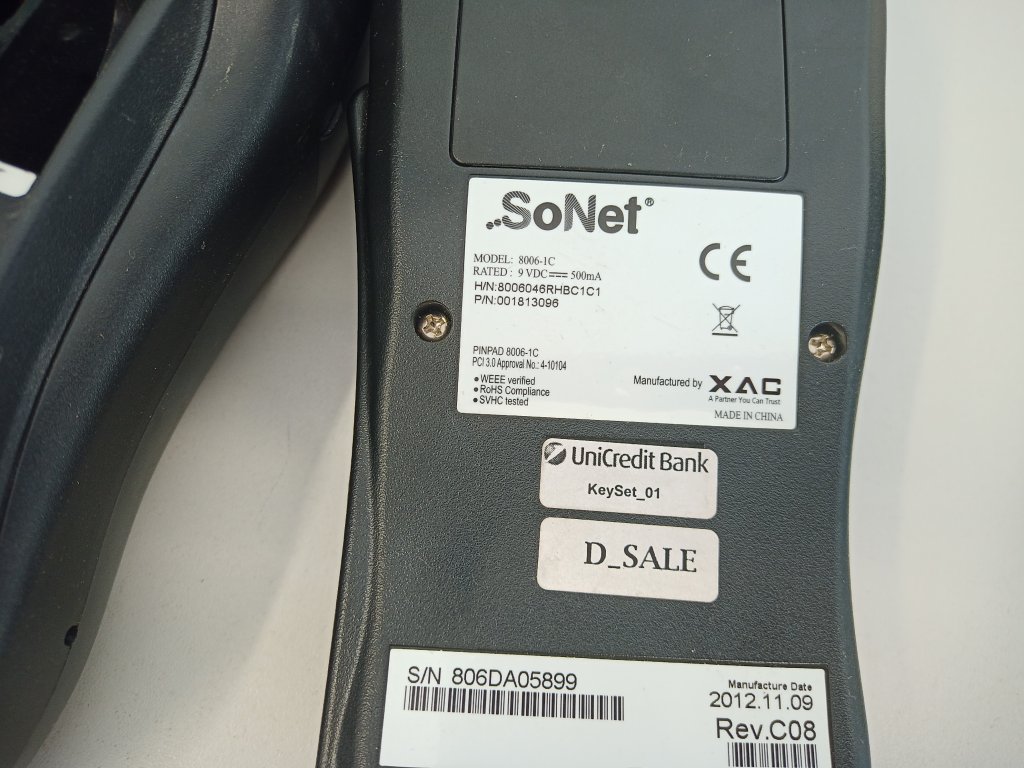 SoNet®
MODEL: 8006-1C
RATED : 9 VDC 500mA
H/N:8006046RHBC1C1
P/N:001813096
CE
PINPAD 8006-1C
PCI 3.0 Approval No.: 4-10104
• WEEE verified
• RoHS Compliance
• SVHC tested
Manufactured by XAC
A Partner You Can Trust
MADE IN CHINA
UniCredit Bank
KeySet_01
D_SALE
S/N 806DA05899
Manufacture Date
2012.11.09
Rev.C08